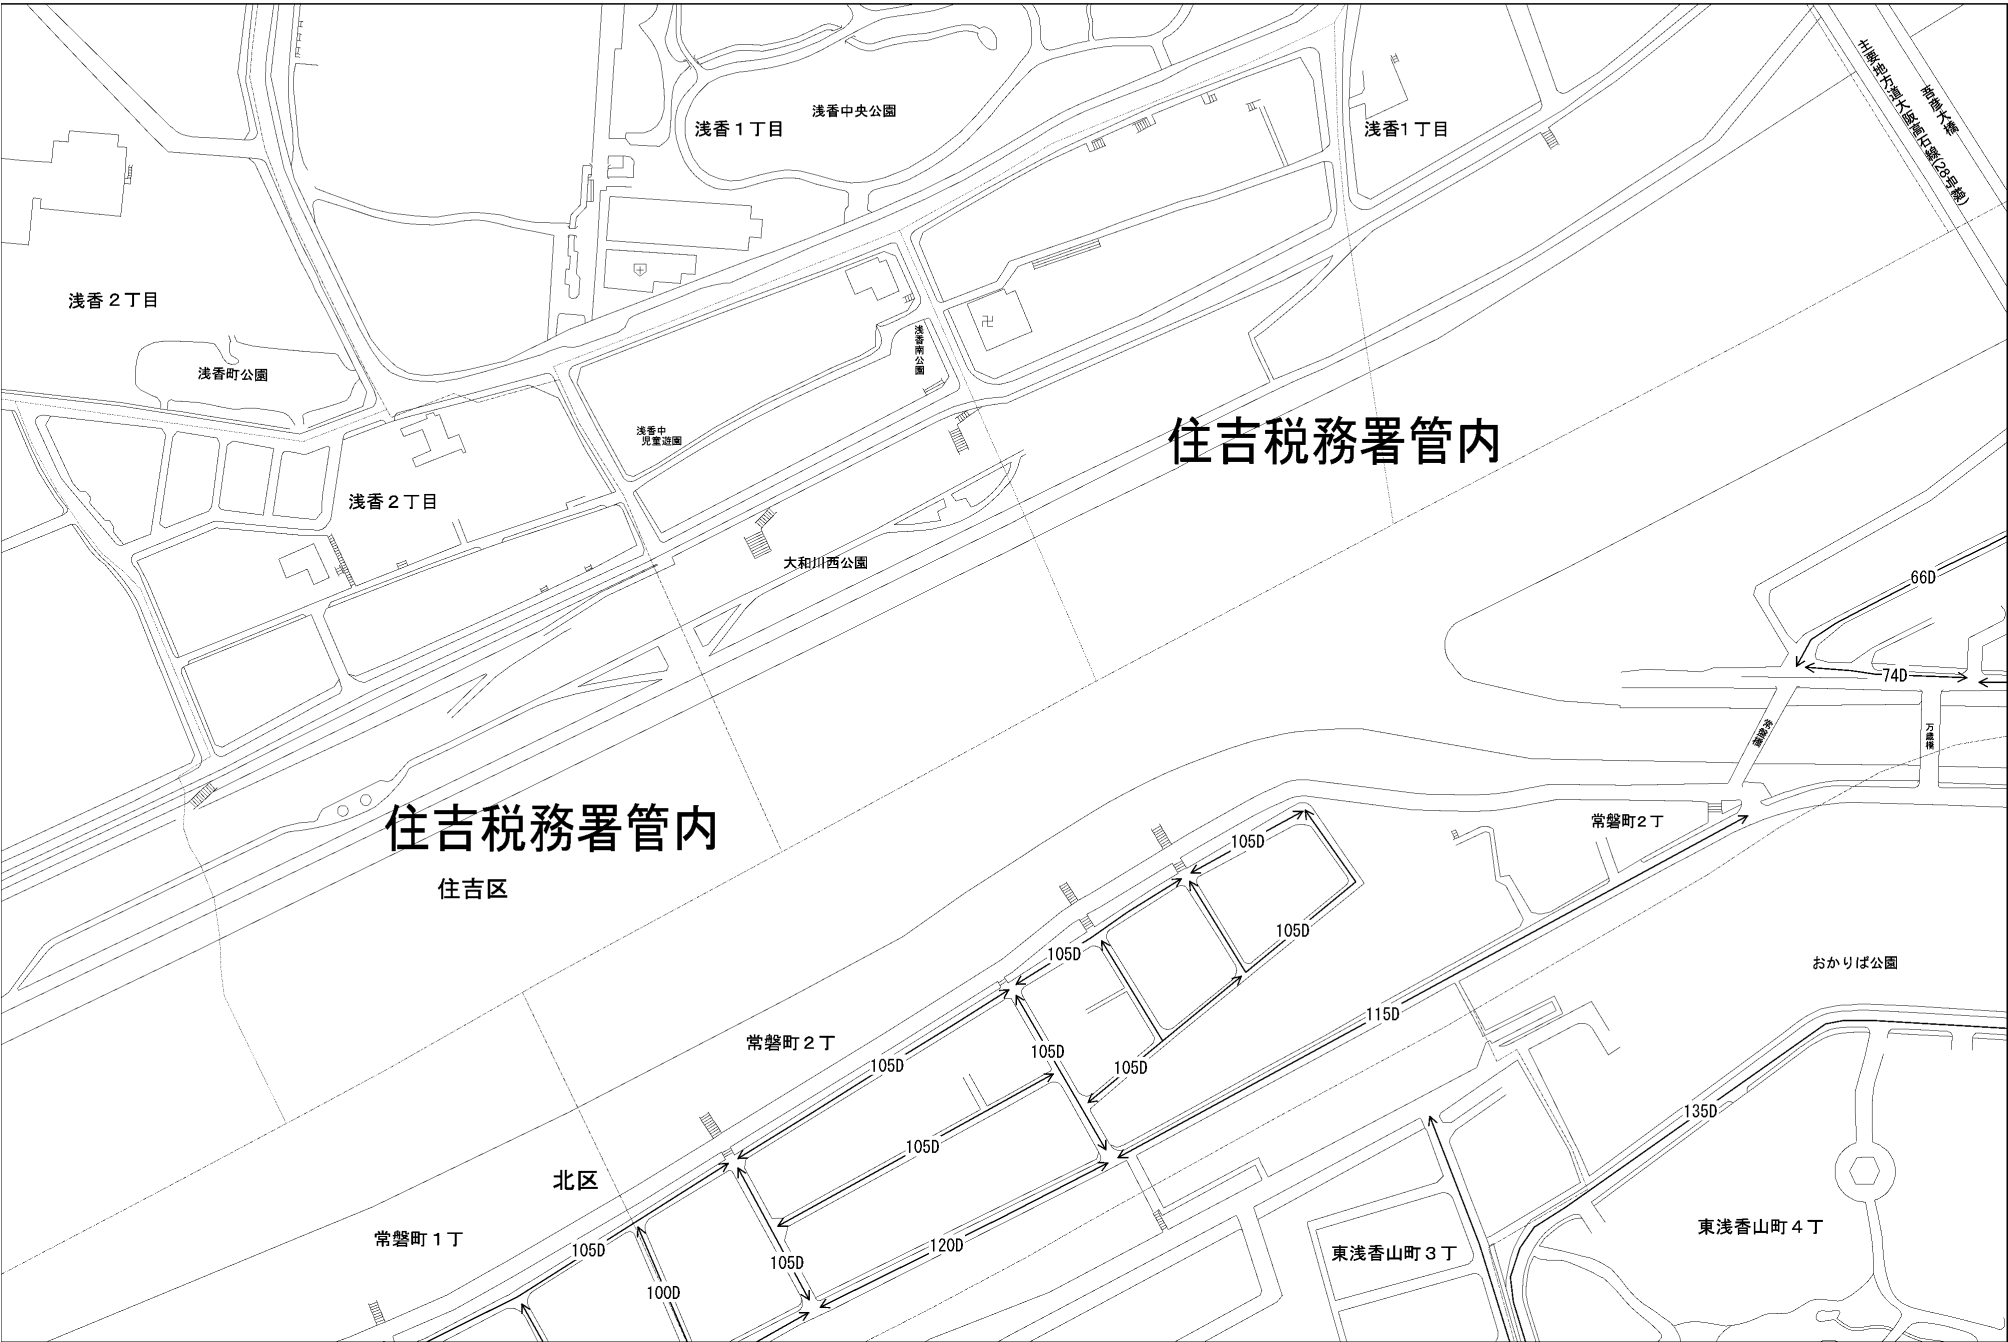 主要地方道大阪高石線(28号線)
吾彦大橋
浅香中央公園
浅香１丁目
浅香1丁目
浅香２丁目
浅香町公園
浅香南公園
浅香中
児童遊園
住吉税務署管内
浅香２丁目
大和川西公園
66D
74D
常磐橋
万歳橋
住吉税務署管内
常磐町２丁
105D
住吉区
105D
105D
おかりば公園
115D
常磐町２丁
105D
105D
105D
135D
105D
北区
東浅香山町４丁
常磐町１丁
105D
120D
東浅香山町３丁
105D
100D